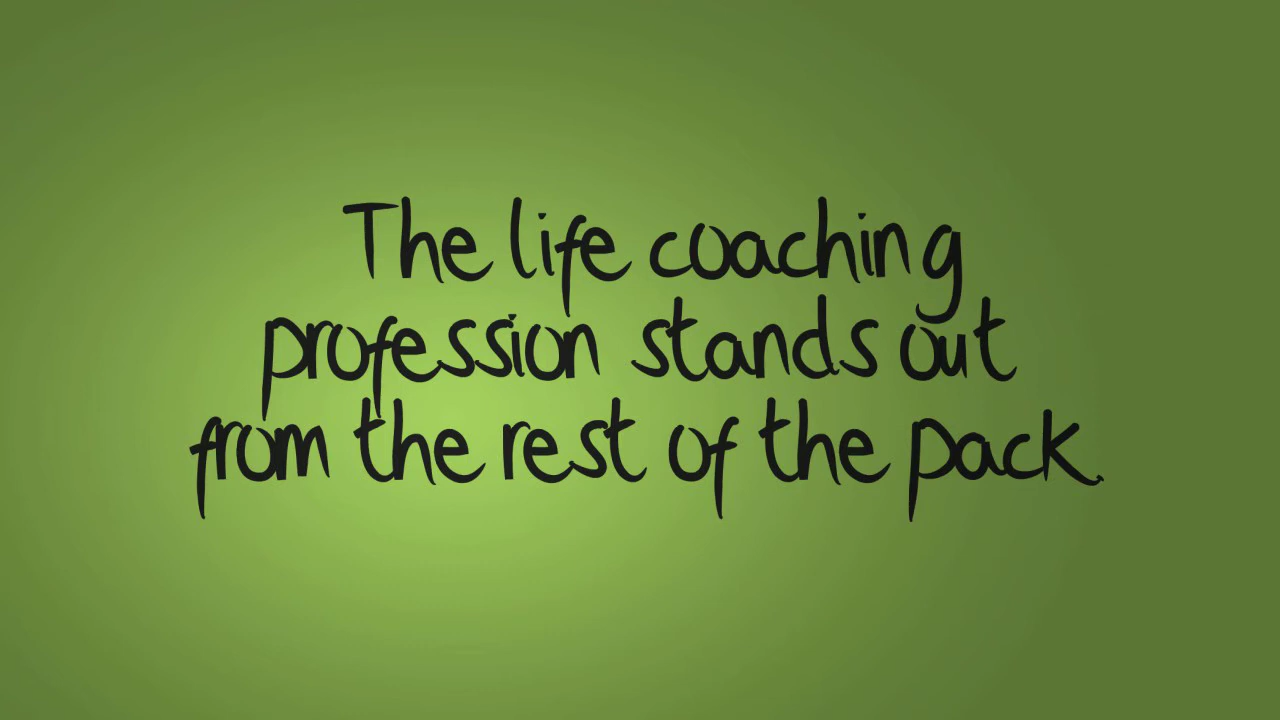 The life coaching
profession stands out
from the rest of the pack.